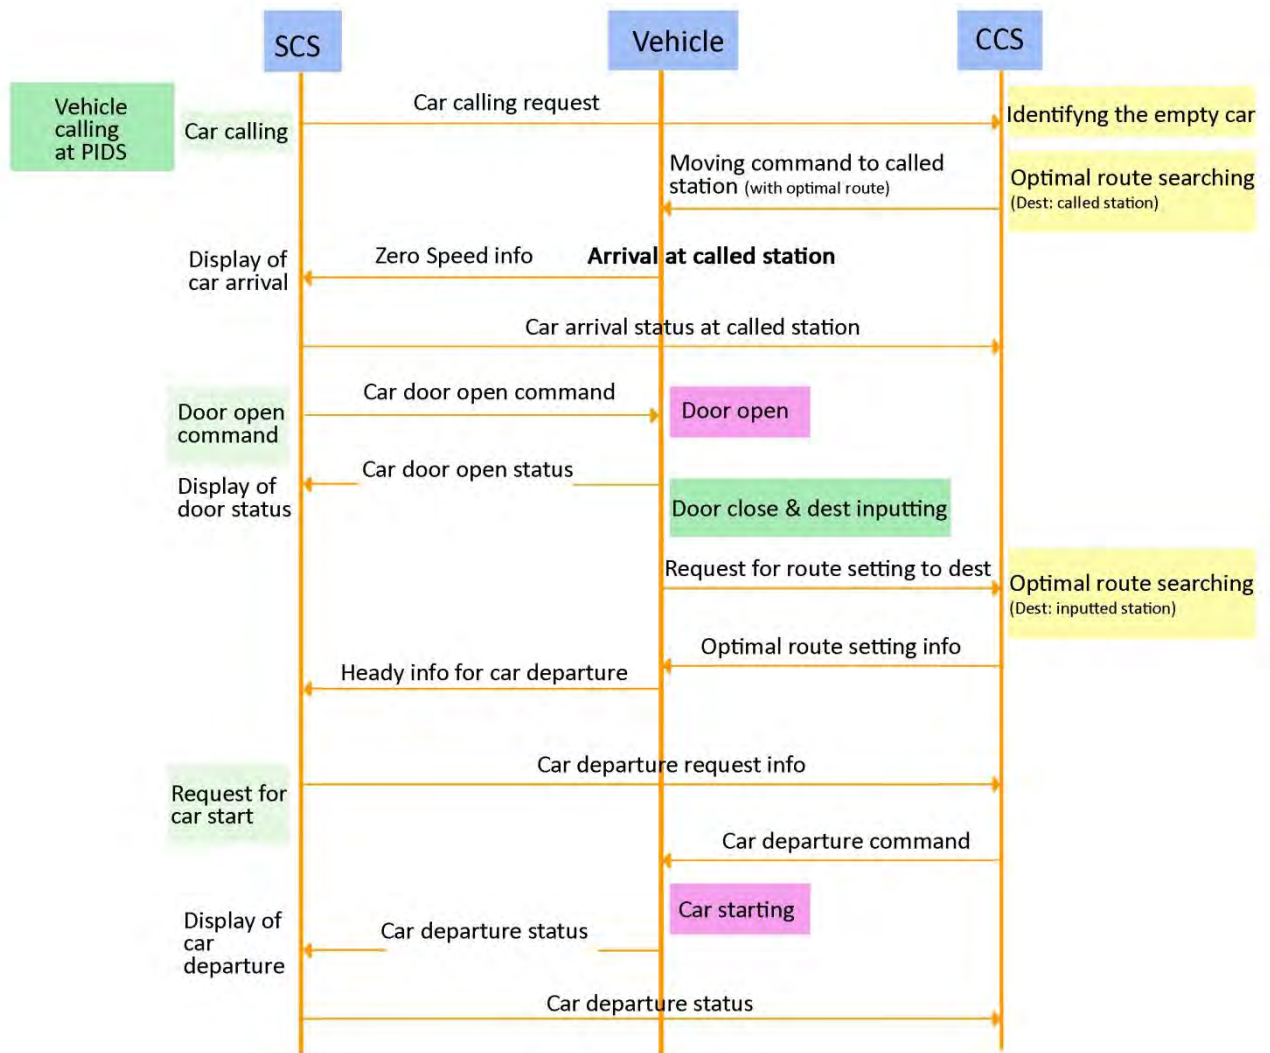 SCS
Vehicle
CCS
Vehicle
calling
at PIDS
Car calling
Car calling request
Identifyng the empty car
Moving command to called
station (with optimal route)
Optimal route searching
(Dest: called station)
Display of
car arrival
Zero Speed info
Arrival at called station
Car arrival status at called station
Door open
command
Car door open command
Door open
Car door open status
Display of
door status
Door close & dest inputting
Request for route setting to dest
Optimal route searching
(Dest: inputted station)
Optimal route setting info
Heady info for car departure
Car departure request info
Request for
car start
Car departure command
Car starting
Display of
car
departure
Car departure status
Car departure status